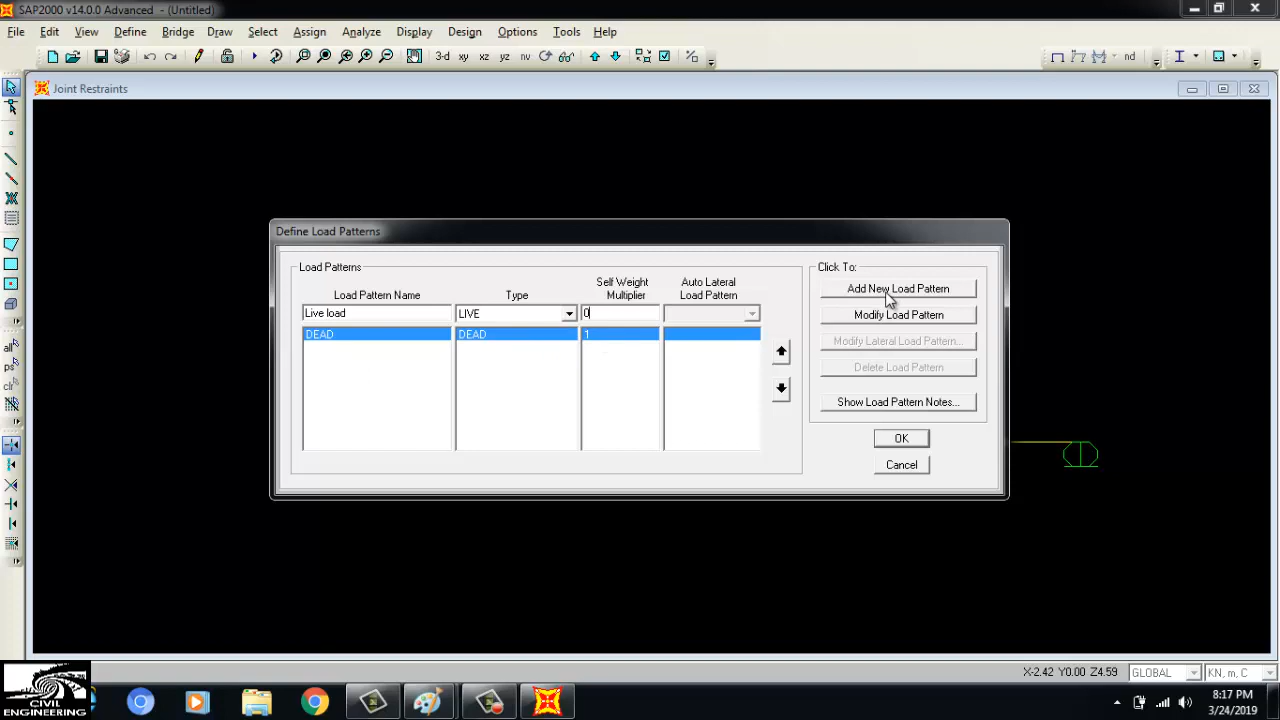 SAP2000 v14.0.0 Advanced - (Untitled)
File Edit View Define Bridge Draw Select Assign Analyze Display Design Options Tools Help
3-d xy xz yz nv nd
Joint Restraints
Define Load Patterns
Load Patterns
Click To:
Load Pattern Name
Type
Self Weight
Multiplier
Auto Lateral
Load Pattern
Live load LIVE 0
DEAD DEAD 1
Add New Load Pattern
Modify Load Pattern
Modify Lateral Load Pattern...
Delete Load Pattern
Show Load Pattern Notes...
OK
Cancel
all
ps
clr
X-2.42 Y0.00 Z4.59
GLOBAL
KN, m, C
CIVIL
ENGINEERING
8:17 PM
3/24/2019